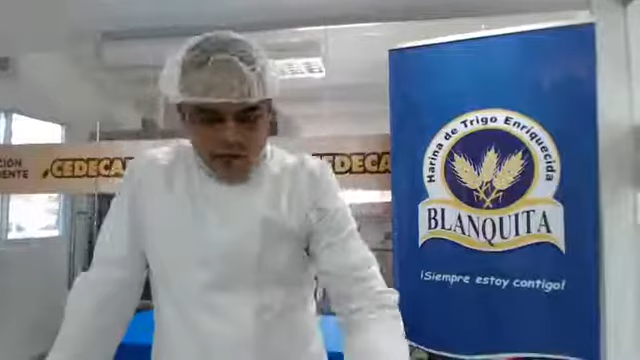 Harina de Trigo Enriquecida
BLANQUITA
¡Siempre estoy contigo!
CEDECA
CEDECA